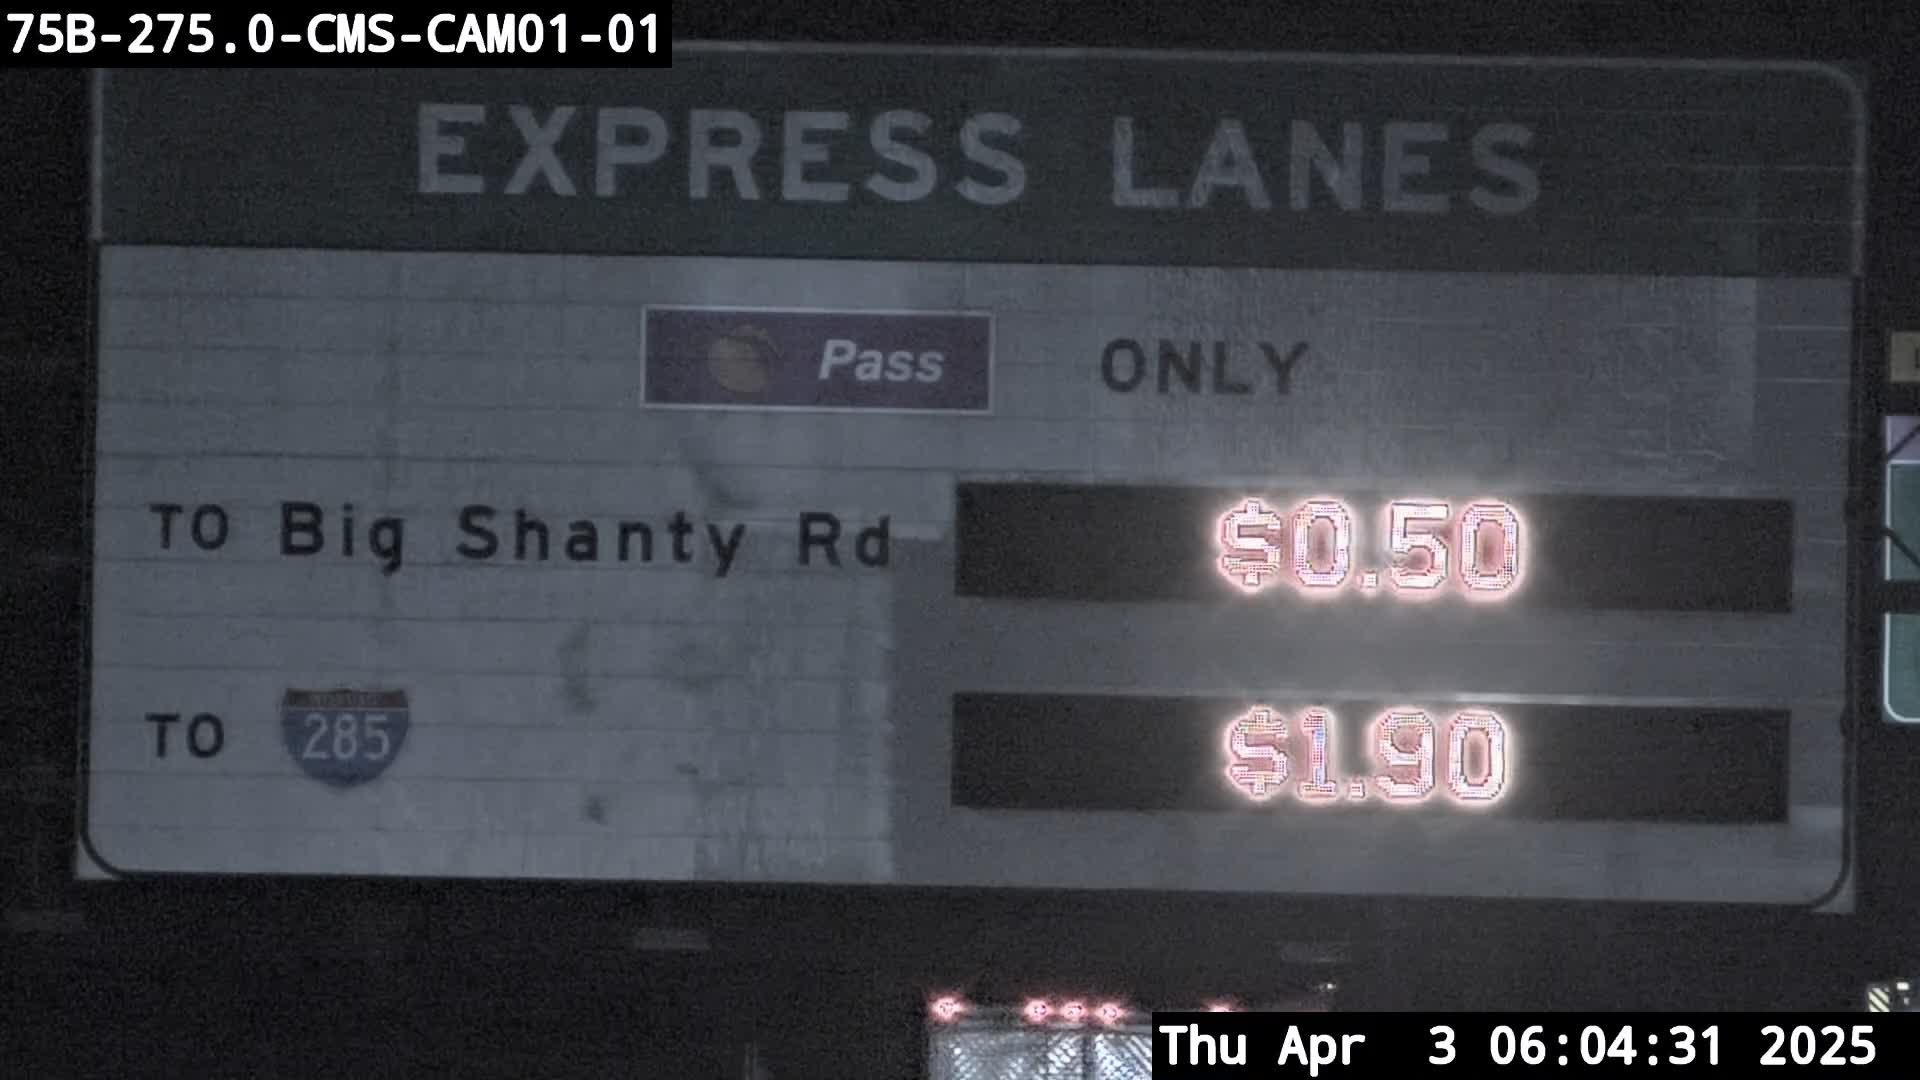 75B-275.0-CMS-CAM01-01
EXPRESS LANES
Pass ONLY
TO Big Shanty Rd $0.50
TO 285 $1.90
Thu Apr 3 06:04:31 2025